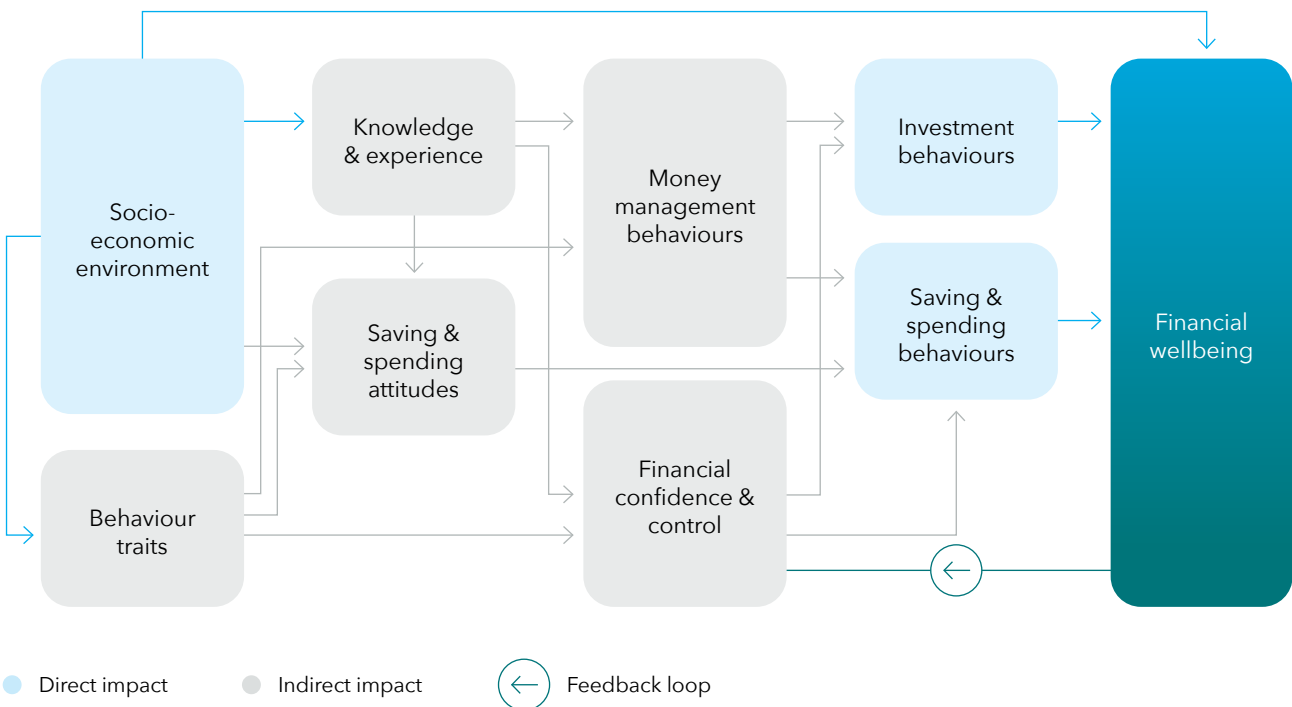 Socio-
economic
environment
Behaviour
traits
Knowledge
& experience
Saving &
spending
attitudes
Money
management
behaviours
Financial
confidence &
control
Investment
behaviours
Saving &
spending
behaviours
Financial
wellbeing
Direct impact
Indirect impact
Feedback loop